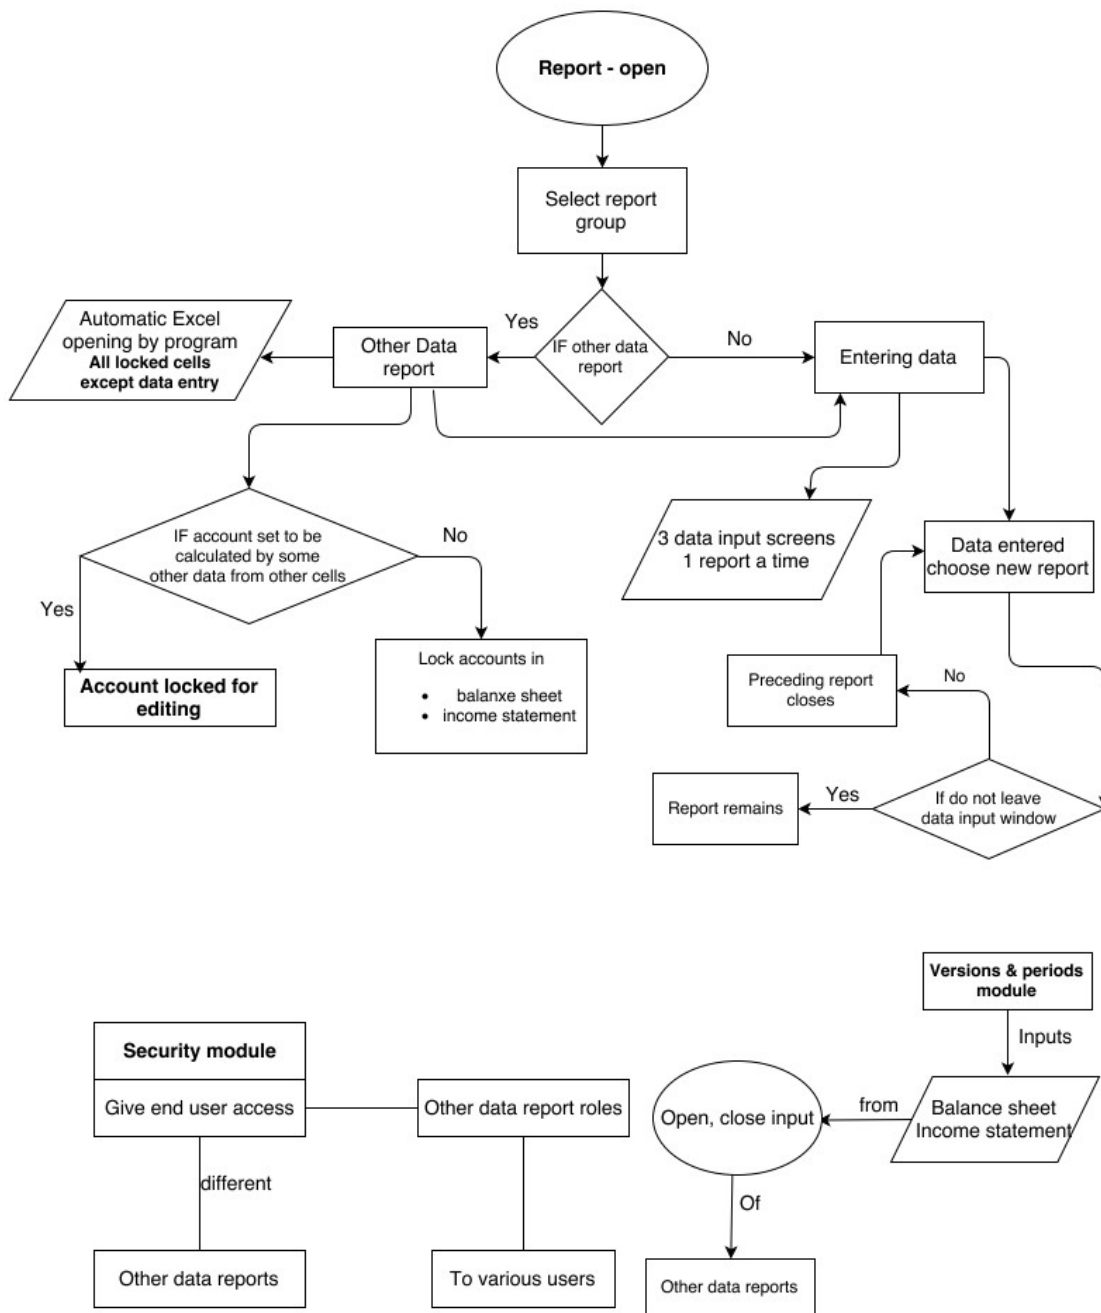 Report - open
Select report
group
Automatic Excel
opening by program
All locked cells
except data entry
Other Data
report
Yes
IF other data
report
No
Entering data
IF account set to be
calculated by some
other data from other cells
No
Yes
3 data input screens
1 report a time
Data entered
choose new report
Account locked for
editing
Lock accounts in
• balanxe sheet
• income statement
Preceding report
closes
No
Report remains
Yes
If do not leave
data input window
Versions & periods
module
Inputs
Security module
Give end user access
Other data report roles
different
Other data reports
To various users
Open, close input
from
Balance sheet
Income statement
Of
Other data reports